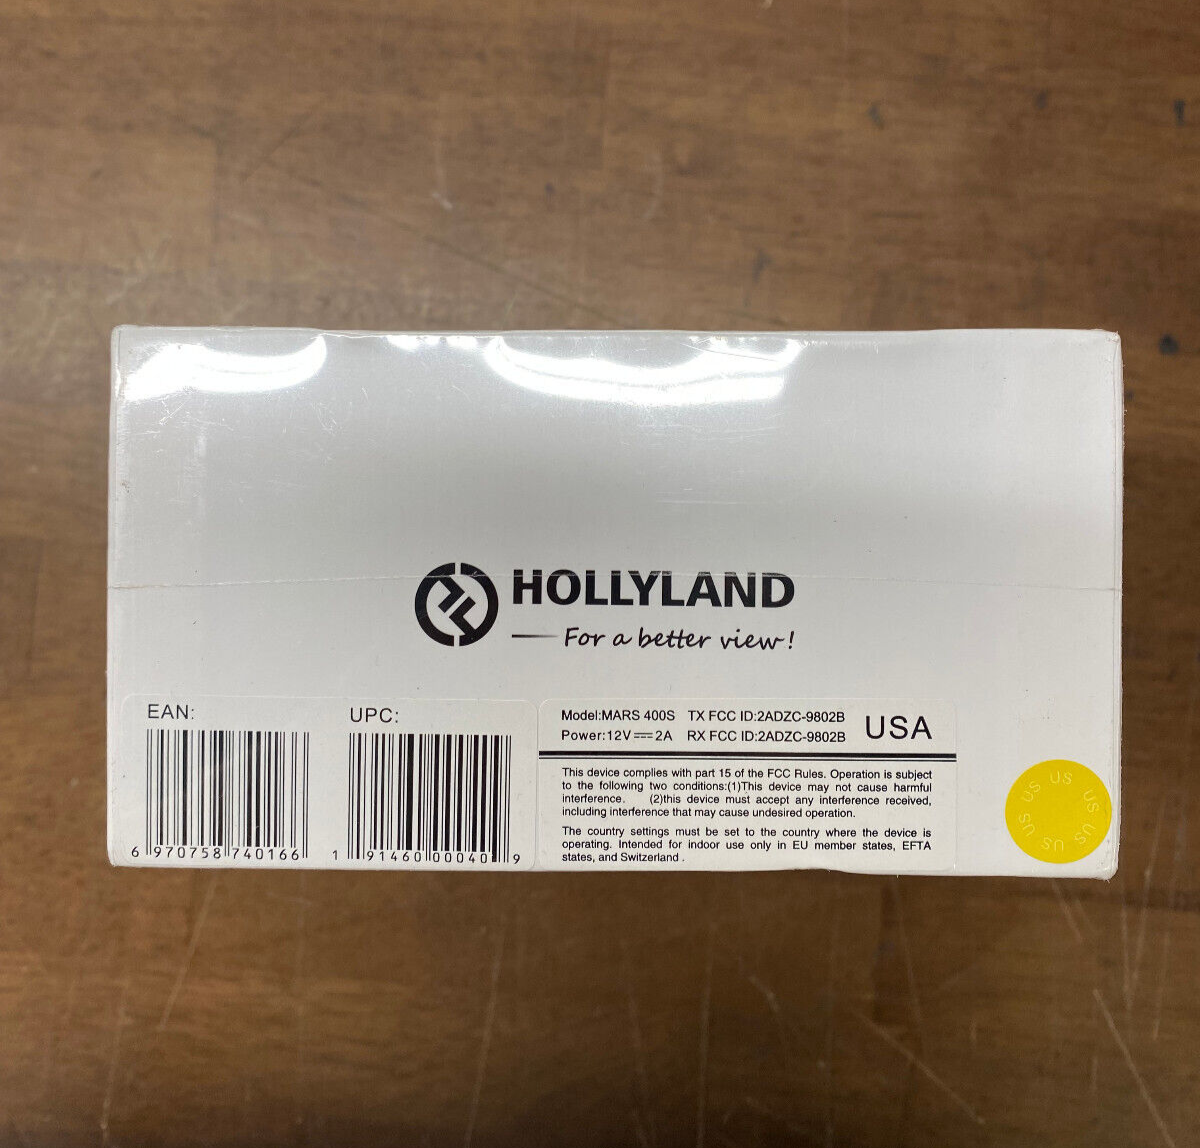 HOLLYLAND
For a better view!
EAN:
6 970758 740166
UPC:
1 91460 00040 9
Model:MARS 400S TX FCC ID:2ADZC-9802B
Power:12V⎓2A RX FCC ID:2ADZC-9802B
USA
This device complies with part 15 of the FCC Rules. Operation is subject
to the following two conditions:(1)This device may not cause harmful
interference. (2)this device must accept any interference received,
including interference that may cause undesired operation.
The country settings must be set to the country where the device is
operating. Intended for indoor use only in EU member states, EFTA
states, and Switzerland .
US US US US US US US